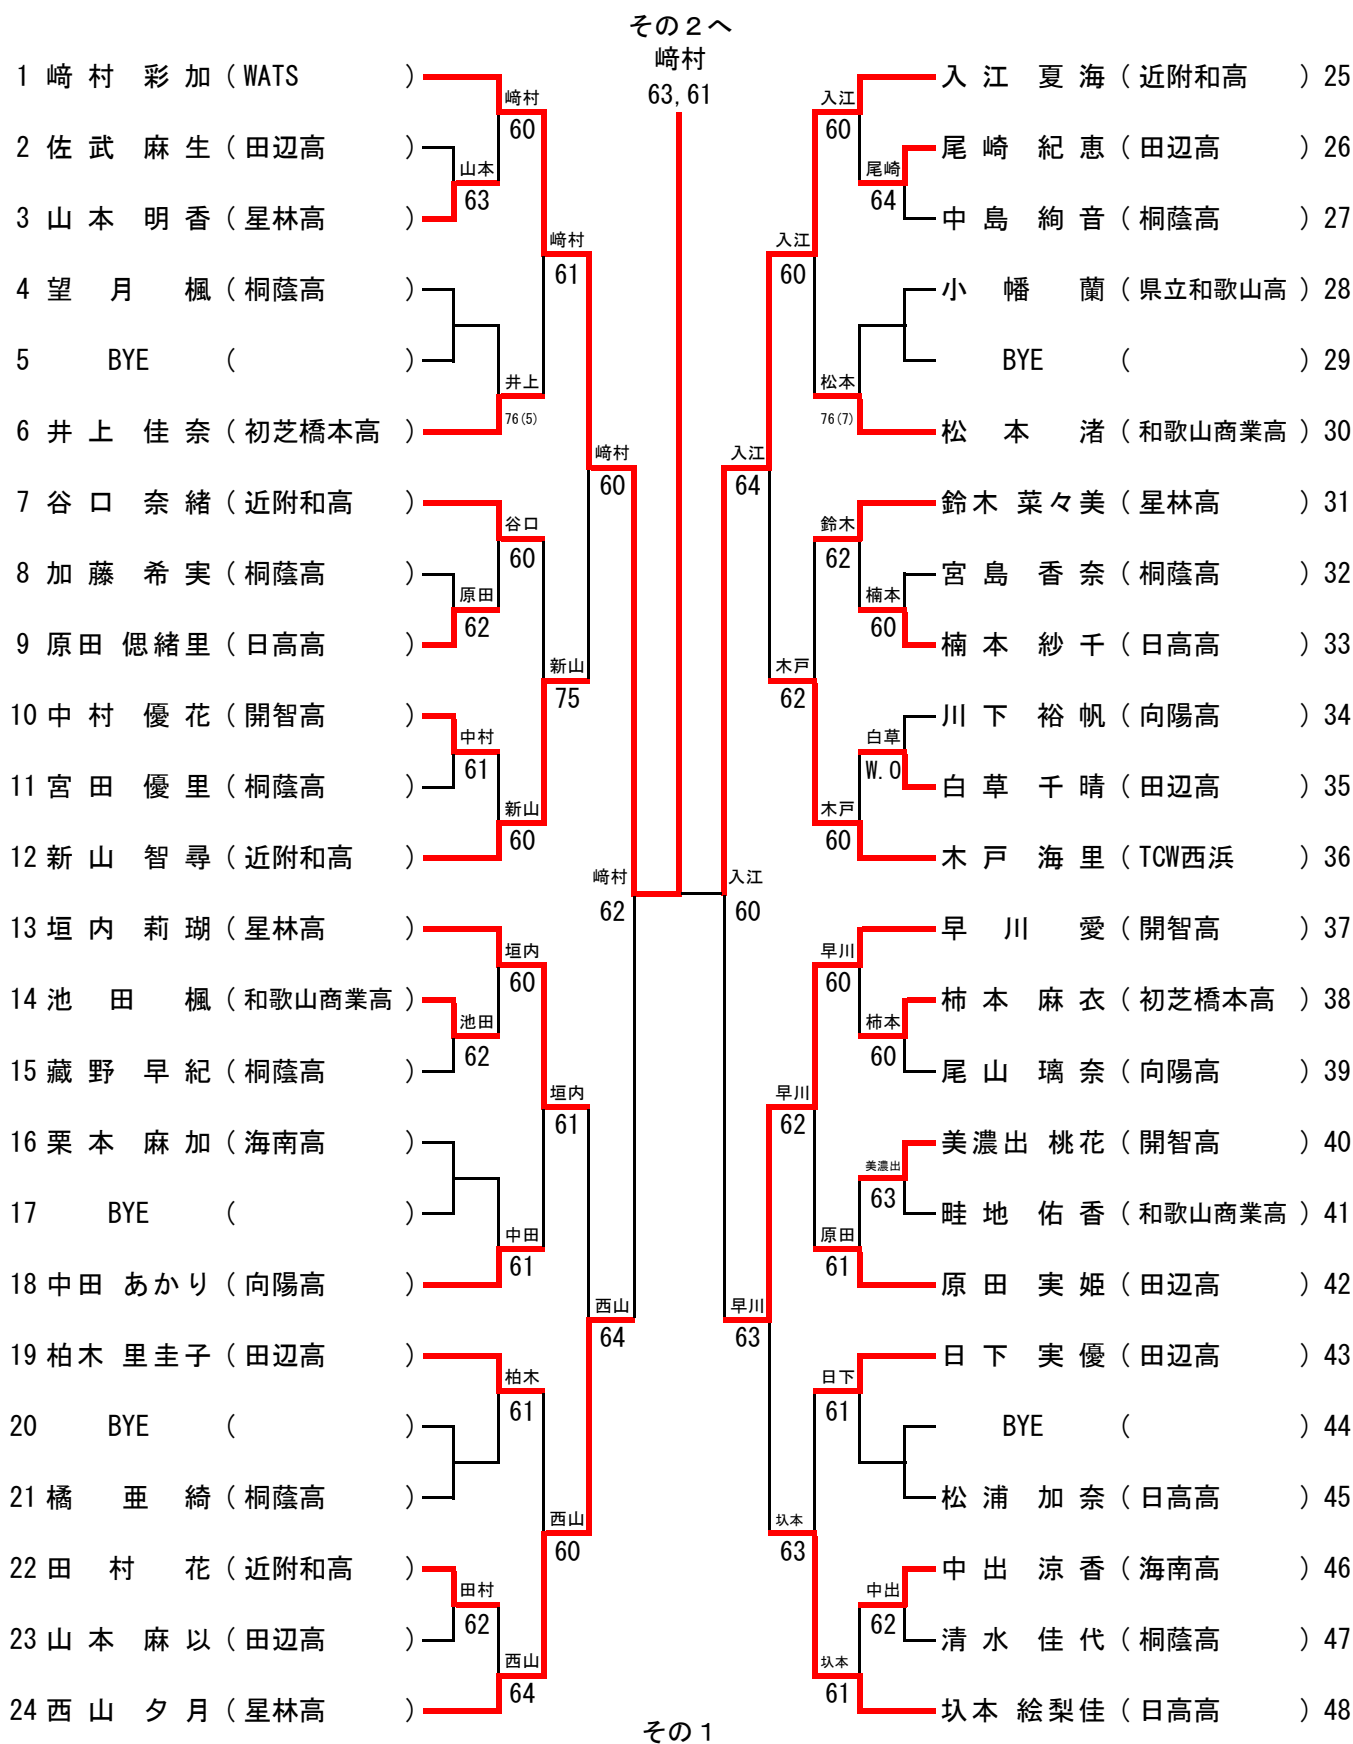 その２へ
﨑村
63,61
1 﨑村 彩加 ( WATS )
2 佐武 麻生 ( 田辺高 )
3 山本 明香 ( 星林高 )
4 望月 楓 ( 桐蔭高 )
5 BYE ( )
6 井上 佳奈 ( 初芝橋本高 )
7 谷口 奈緒 ( 近附和高 )
8 加藤 希実 ( 桐蔭高 )
9 原田 偲緒里 ( 日高高 )
10 中村 優花 ( 開智高 )
11 宮田 優里 ( 桐蔭高 )
12 新山 智尋 ( 近附和高 )
13 垣内 莉瑚 ( 星林高 )
14 池田 楓 ( 和歌山商業高 )
15 藏野 早紀 ( 桐蔭高 )
16 栗本 麻加 ( 海南高 )
17 BYE ( )
18 中田 あかり ( 向陽高 )
19 柏木 里圭子 ( 田辺高 )
20 BYE ( )
21 橘 亜綺 ( 桐蔭高 )
22 田村 花 ( 近附和高 )
23 山本 麻以 ( 田辺高 )
24 西山 夕月 ( 星林高 )
山本
63
原田
62
中村
61
池田
62
田村
62
﨑村
60
井上
76(5)
谷口
60
新山
60
垣内
60
中田
61
柏木
61
西山
64
﨑村
61
新山
75
垣内
61
西山
60
﨑村
60
西山
64
﨑村
62
入江
60
入江
64
早川
63
入江
60
木戸
62
早川
62
圦本
63
入江
60
松本
76(7)
鈴木
62
木戸
60
早川
60
原田
61
日下
61
圦本
61
尾崎
64
楠本
60
白草
W.O
柿本
60
美濃出
63
中出
62
入江 夏海 ( 近附和高 ) 25
尾崎 紀恵 ( 田辺高 ) 26
中島 絢音 ( 桐蔭高 ) 27
小幡 蘭 ( 県立和歌山高 ) 28
BYE ( ) 29
松本 渚 ( 和歌山商業高 ) 30
鈴木 菜々美 ( 星林高 ) 31
宮島 香奈 ( 桐蔭高 ) 32
楠本 紗千 ( 日高高 ) 33
川下 裕帆 ( 向陽高 ) 34
白草 千晴 ( 田辺高 ) 35
木戸 海里 ( TCW西浜 ) 36
早川 愛 ( 開智高 ) 37
柿本 麻衣 ( 初芝橋本高 ) 38
尾山 璃奈 ( 向陽高 ) 39
美濃出 桃花 ( 開智高 ) 40
畦地 佑香 ( 和歌山商業高 ) 41
原田 実姫 ( 田辺高 ) 42
日下 実優 ( 田辺高 ) 43
BYE ( ) 44
松浦 加奈 ( 日高高 ) 45
中出 涼香 ( 海南高 ) 46
清水 佳代 ( 桐蔭高 ) 47
圦本 絵梨佳 ( 日高高 ) 48
その１